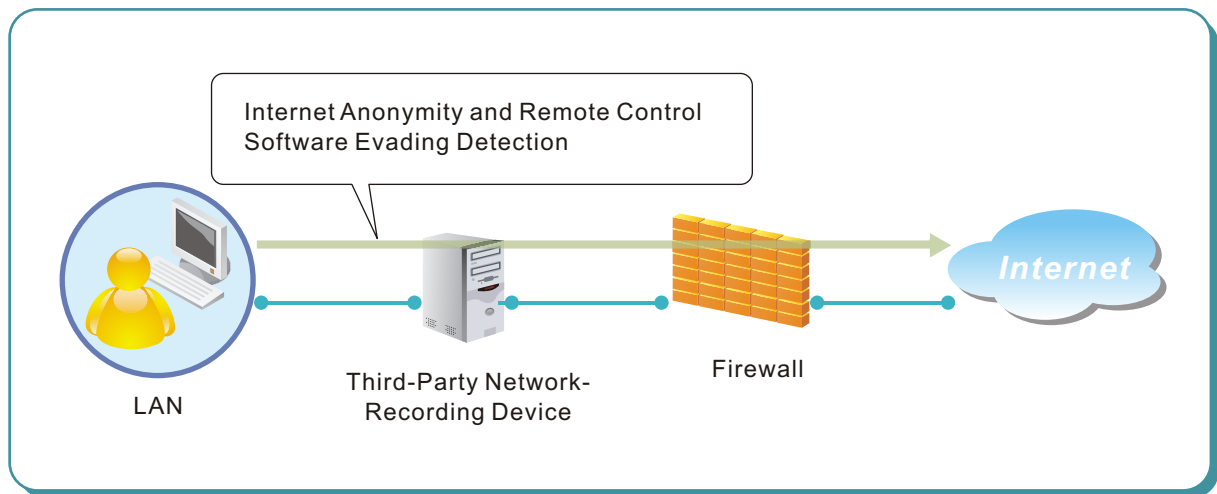 Internet Anonymity and Remote Control
Software Evading Detection
Internet
LAN
Third-Party Network-
Recording Device
Firewall